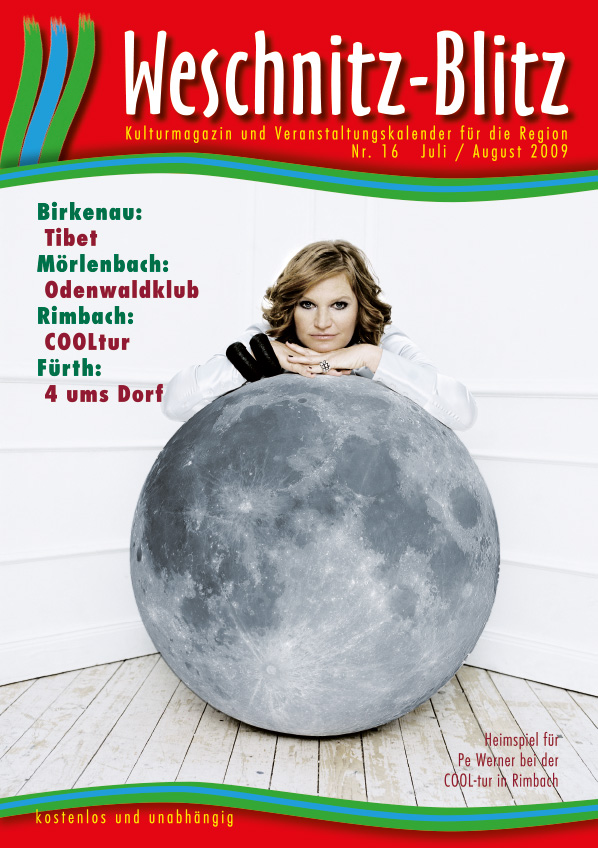 Weschnitz-Blitz
Kulturmagazin und Veranstaltungskalender für die Region
Nr. 16 Juli / August 2009
Birkenau:
Tibet
Mörlenbach:
Odenwaldklub
Rimbach:
COOLtur
Fürth:
4 ums Dorf
Heimspiel für
Pe Werner bei der
COOL-tur in Rimbach
kostenlos und unabhängig